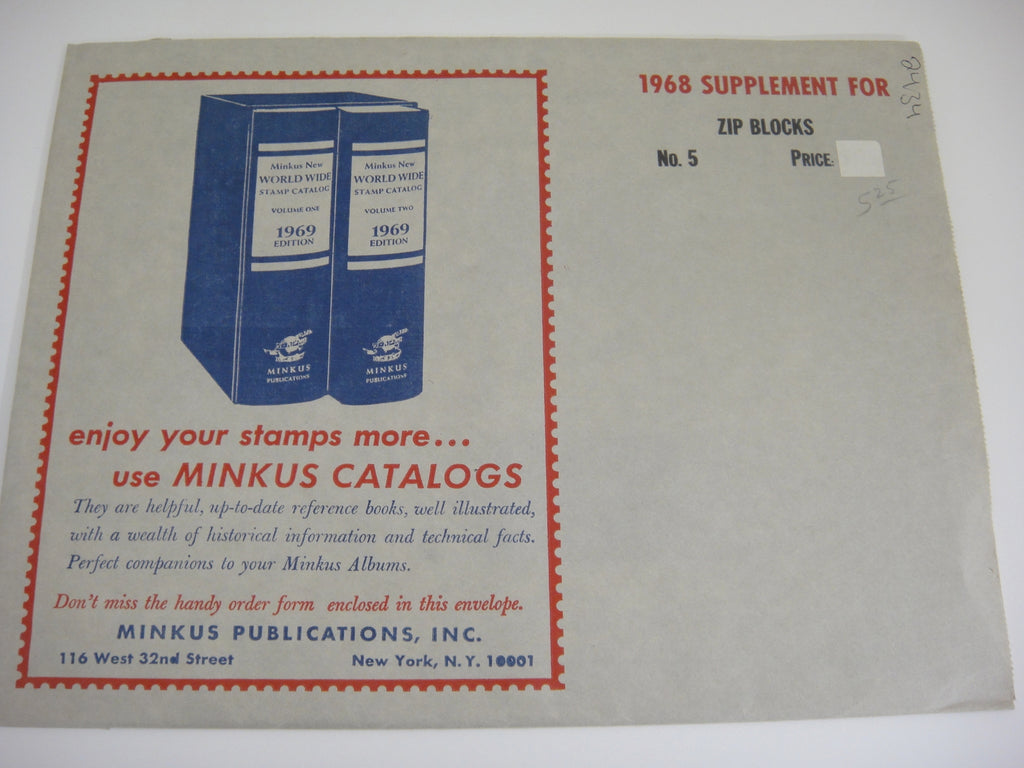 1968 SUPPLEMENT FOR
ZIP BLOCKS
No. 5 PRICE:
5 25
2434
Minkus New
WORLD WIDE
STAMP CATALOG
VOLUME ONE
1969
EDITION
MINKUS
PUBLICATIONS
Minkus New
WORLD WIDE
STAMP CATALOG
VOLUME TWO
1969
EDITION
MINKUS
PUBLICATIONS
enjoy your stamps more...
use MINKUS CATALOGS
They are helpful, up-to-date reference books, well illustrated,
with a wealth of historical information and technical facts.
Perfect companions to your Minkus Albums.
Don't miss the handy order form enclosed in this envelope.
MINKUS PUBLICATIONS, INC.
116 West 32nd Street New York, N.Y. 10001